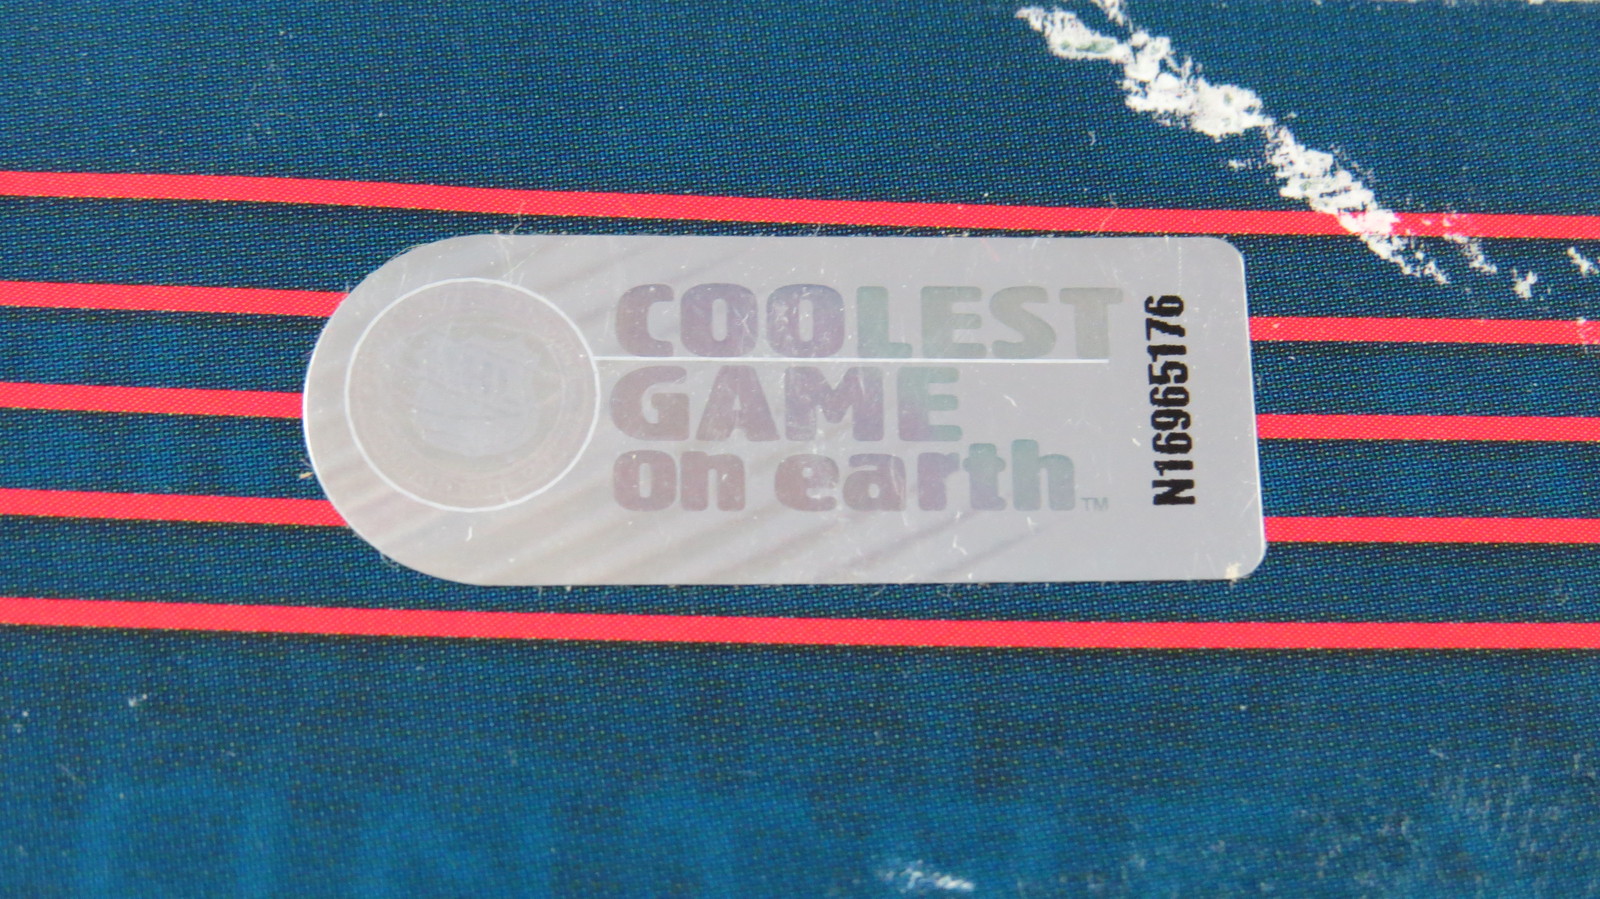 COOLEST
GAME
on earth™
N16965176